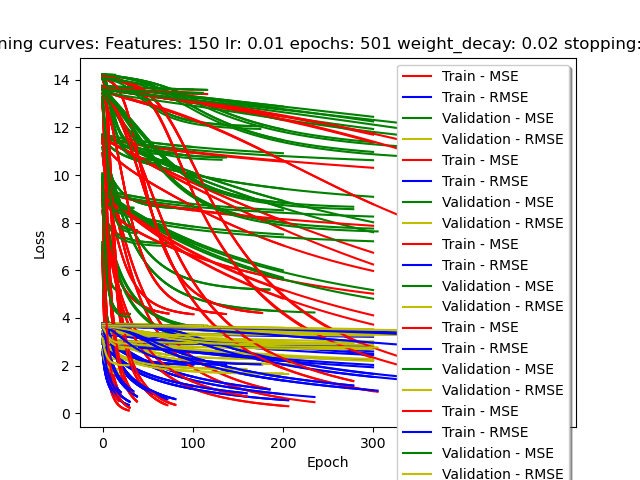 ning curves: Features: 150 lr: 0.01 epochs: 501 weight_decay: 0.02 stopping:
Loss
14
12
10
8
6
4
2
0
0 100 200 300
Epoch
Train - MSE
Train - RMSE
Validation - MSE
Validation - RMSE
Train - MSE
Train - RMSE
Validation - MSE
Validation - RMSE
Train - MSE
Train - RMSE
Validation - MSE
Validation - RMSE
Train - MSE
Train - RMSE
Validation - MSE
Validation - RMSE
Train - MSE
Train - RMSE
Validation - MSE
Validation - RMSE